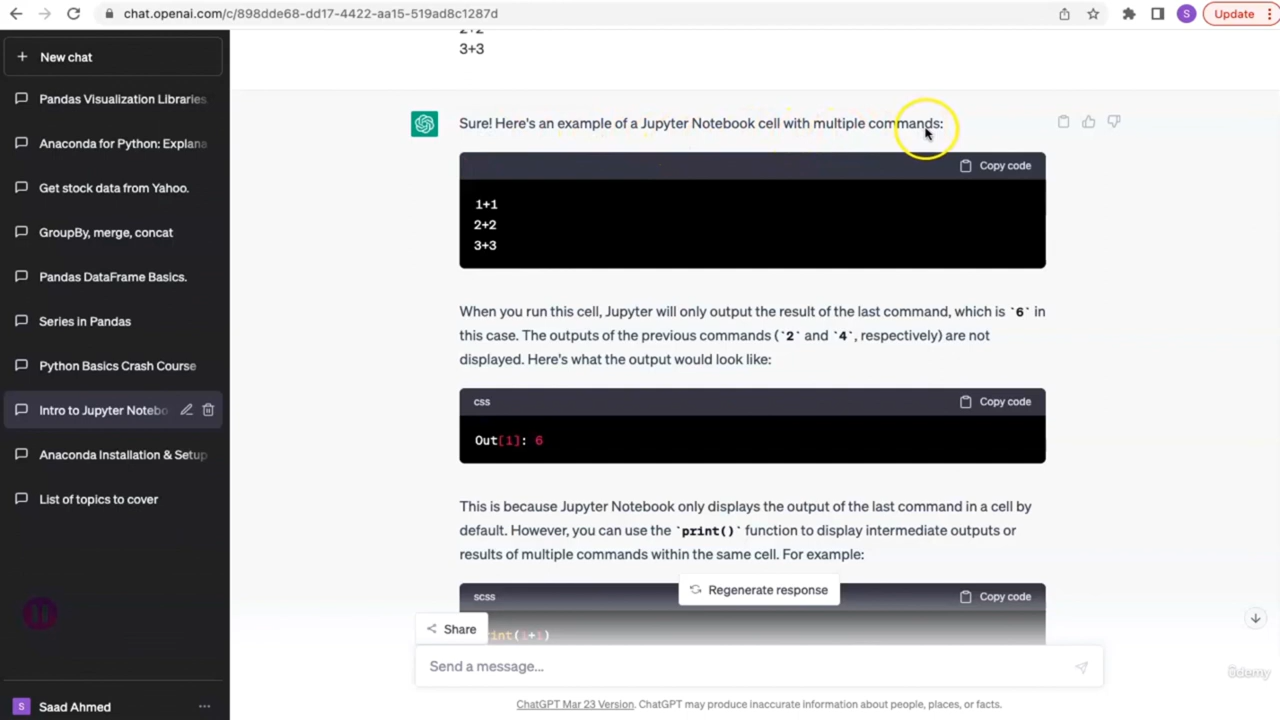 chat.openai.com/c/898dde68-dd17-4422-aa15-519ad8c1287d
S
Update
New chat
Pandas Visualization Libraries
Anaconda for Python: Explana
Get stock data from Yahoo.
GroupBy, merge, concat
Pandas DataFrame Basics.
Series in Pandas
Python Basics Crash Course
Intro to Jupyter Notebo
Anaconda Installation & Setup
List of topics to cover
S
Saad Ahmed
2+2
3+3
Sure! Here's an example of a Jupyter Notebook cell with multiple commands:
Copy code
1+1
2+2
3+3
When you run this cell, Jupyter will only output the result of the last command, which is `6` in
this case. The outputs of the previous commands (`2` and `4`, respectively) are not
displayed. Here's what the output would look like:
css
Copy code
Out[1]: 6
This is because Jupyter Notebook only displays the output of the last command in a cell by
default. However, you can use the `print()` function to display intermediate outputs or
results of multiple commands within the same cell. For example:
scss
Copy code
Regenerate response
rint(1+1)
Share
Send a message...
ChatGPT Mar 23 Version. ChatGPT may produce inaccurate information about people, places, or facts.
ûdemy